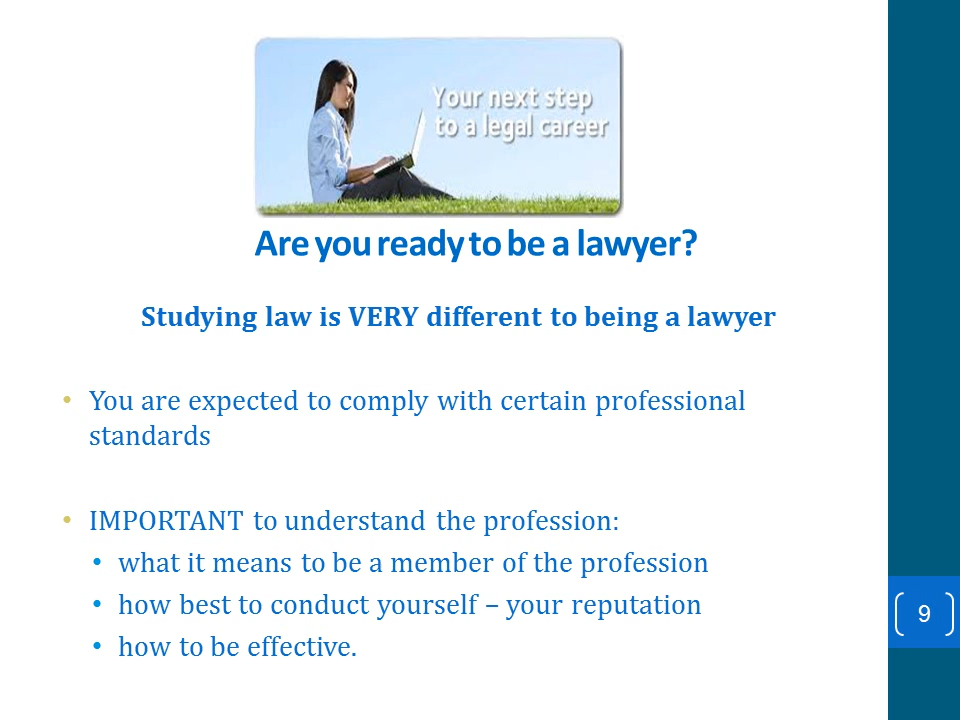 Your next step
to a legal career
Are you ready to be a lawyer?
Studying law is VERY different to being a lawyer
• You are expected to comply with certain professional
standards
• IMPORTANT to understand the profession:
• what it means to be a member of the profession
• how best to conduct yourself – your reputation
• how to be effective.
9